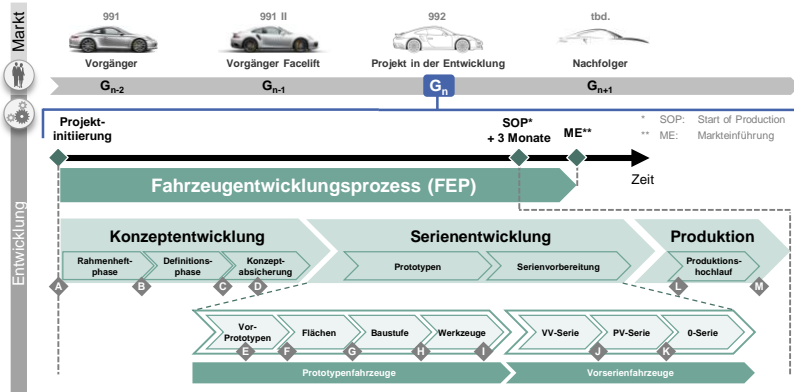 Markt
991
991 II
992
tbd.
Vorgänger
Vorgänger Facelift
Projekt in der Entwicklung
Nachfolger
Gn-2
Gn-1
Gn
Gn+1
Entwicklung
Projekt-
initiierung
SOP*
+ 3 Monate
ME**
* SOP: Start of Production
** ME: Markteinführung
Zeit
Fahrzeugentwicklungsprozess (FEP)
Konzeptentwicklung
Serienentwicklung
Produktion
Rahmenheft-
phase
Definitions-
phase
Konzept-
absicherung
Prototypen
Serienvorbereitung
Produktions-
hochlauf
A
B
C
D
L
M
Vor-
Prototypen
Flächen
Baustufe
Werkzeuge
VV-Serie
PV-Serie
0-Serie
E
F
G
H
I
J
K
Prototypenfahrzeuge
Vorserienfahrzeuge